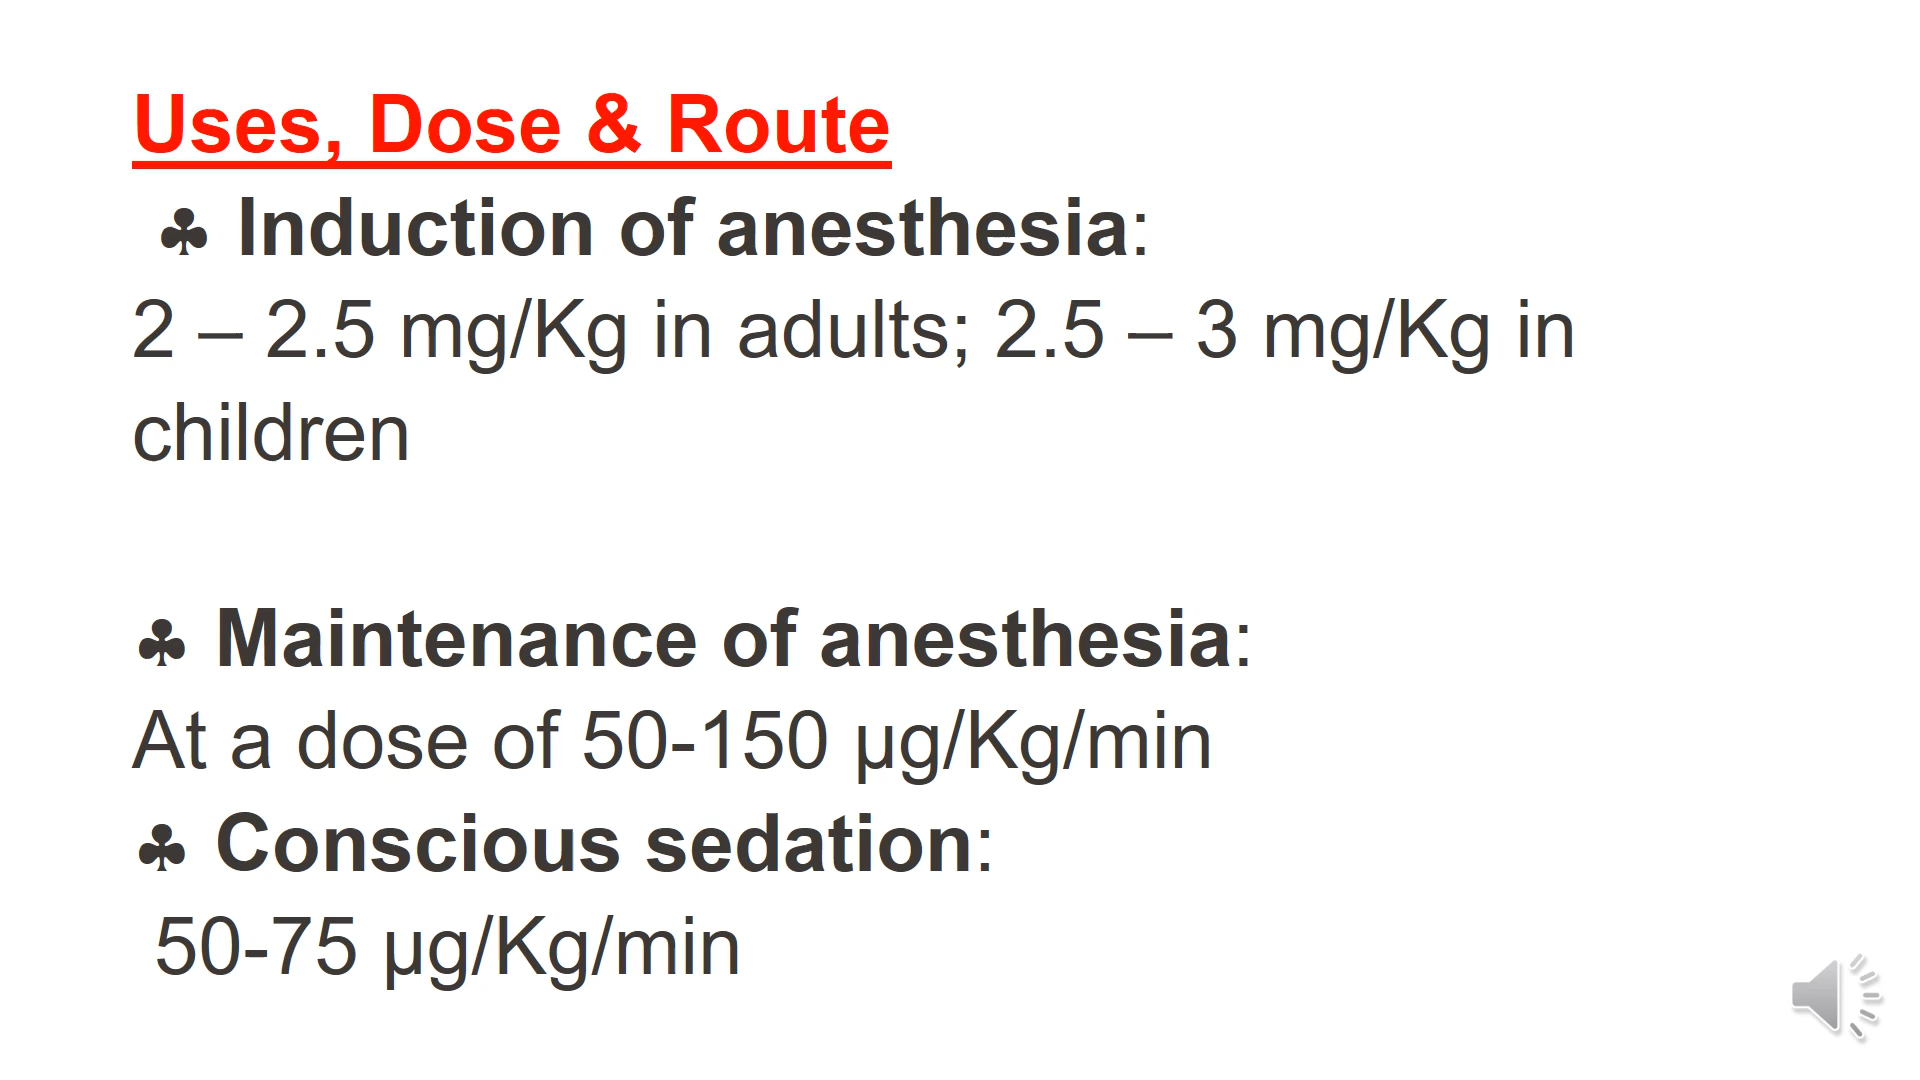 Uses, Dose & Route
♣ Induction of anesthesia:
2 – 2.5 mg/Kg in adults; 2.5 – 3 mg/Kg in
children
♣ Maintenance of anesthesia:
At a dose of 50-150 µg/Kg/min
♣ Conscious sedation:
50-75 µg/Kg/min